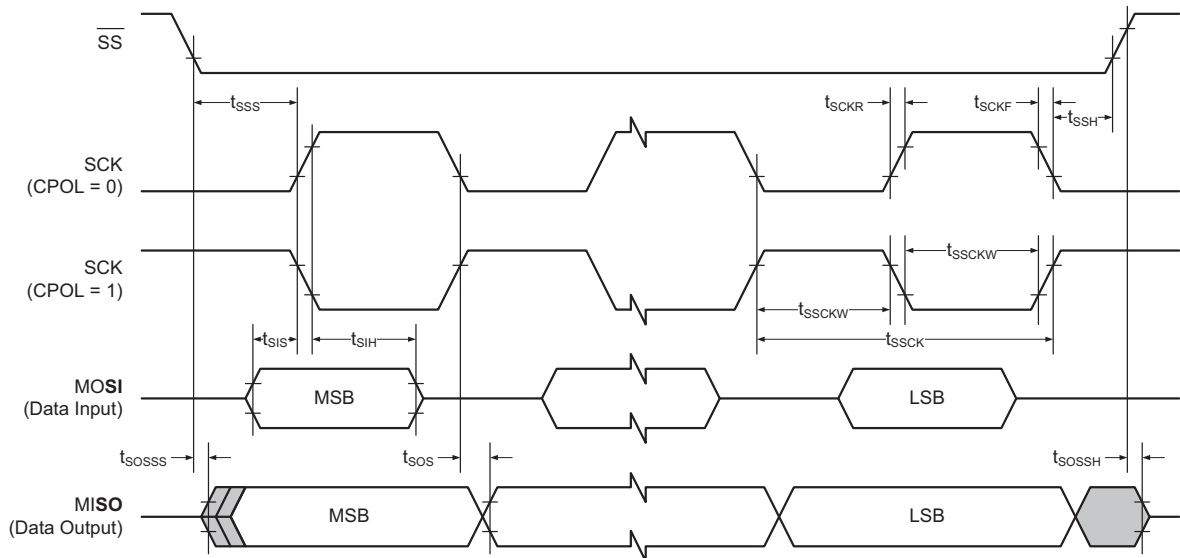 SS
tSSS
tSCKR
tSCKF
tSSH
SCK
(CPOL = 0)
SCK
(CPOL = 1)
tSSCKW
tSSCKW
tSIS
tSIH
tSSCK
MOSI
(Data Input)
MSB
LSB
tSOSSS
tSOS
tSOSSH
MISO
(Data Output)
MSB
LSB